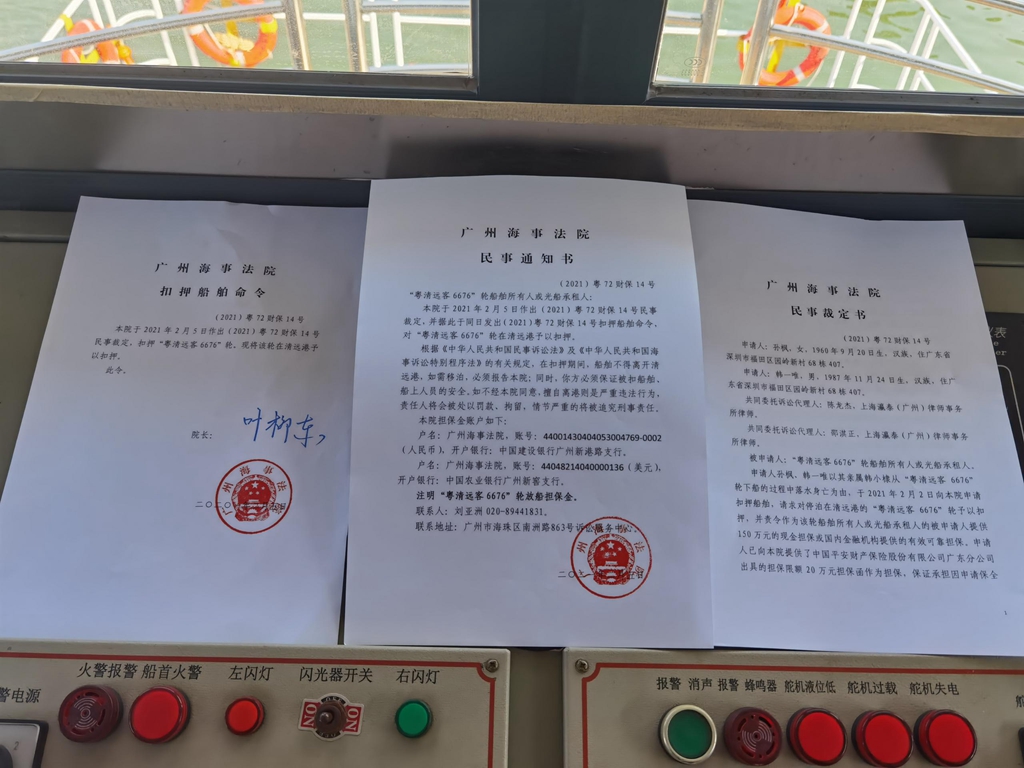 广州海事法院
扣押船舶命令
（2021）粤72财保14号
本院于2021年2月5日作出（2021）粤72财保14号
民事裁定，扣押“粤清远客6676”轮。现将该轮在清远港予
以扣押。
此令。
院长：
叶柳东
广州海事法院
民事通知书
（2021）粤72财保14号
“粤清远客6676”轮船舶所有人或光船承租人：
本院于2021年2月5日作出（2021）粤72财保14号民事
裁定，并据此于同日发出（2021）粤72财保14号扣押船舶命令，
对“粤清远客6676”轮在清远港予以扣押。
根据《中华人民共和国民事诉讼法》及《中华人民共和国海
事诉讼特别程序法》的有关规定，在扣押期间，船舶不得离开清
远港，如需移泊，必须报告本院；同时，你方必须保证被扣船舶、
船上人员的安全。如不经本院同意，擅自离港则是严重违法行为，
责任人将会被处以罚款、拘留，情节严重的将被追究刑事责任。
本院担保金账户如下：
户名：广州海事法院，账号：44001430404053004769-0002
（人民币），开户银行：中国建设银行广州新港路支行。
户名：广州海事法院，账号：44048214040000136（美元），
开户银行：中国农业银行广州新窖支行。
注明“粤清远客6676”轮放船担保金。
联系人：刘亚洲 020-89441831。
联系地址：广州市海珠区南洲路863号诉讼服务中心。
广州海事法院
民事裁定书
（2021）粤72财保14号
申请人：孙枫，女，1960年9月20日生，汉族，住广东省
深圳市福田区园岭新村68栋407。
申请人：韩一唯，男，1987年11月24日生，汉族，住广
东省深圳市福田区园岭新村68栋407。
共同委托诉讼代理人：陈龙杰，上海瀛泰（广州）律师事务
所律师。
共同委托诉讼代理人：邵洪正，上海瀛泰（广州）律师事务
所律师。
被申请人：“粤清远客6676”轮船舶所有人或光船承租人。
申请人孙枫、韩一唯以其亲属韩小棣从“粤清远客6676”
轮下船的过程中落水身亡为由，于2021年2月2日向本院申请
扣押船舶，请求对停泊在清远港的“粤清远客6676”轮予以扣
押，并责令作为该轮船舶所有人或光船承租人的被申请人提供
150万元的现金担保或国内金融机构提供的有效可靠担保。申请
人已向本院提供了中国平安财产保险股份有限公司广东分公司
出具的担保限额20万元担保函作为担保，保证承担因申请保全
1
警电源
火警报警 船首火警 左闪灯 闪光器开关 右闪灯
ON NO
报警 消声 报警 蜂鸣器 舵机液位低 舵机过载 舵机失电